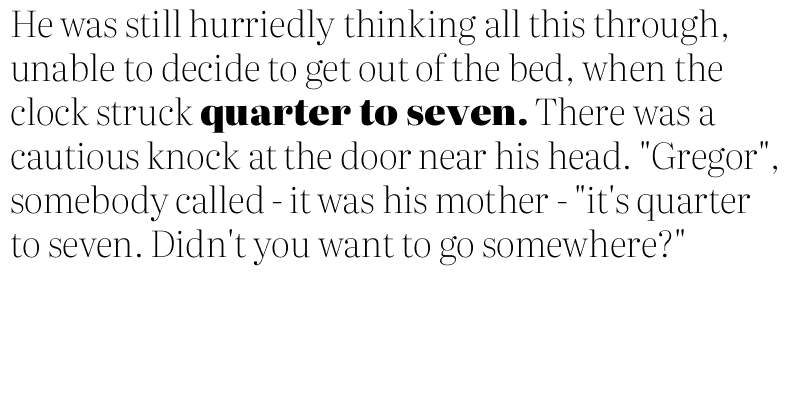 He was still hurriedly thinking all this through,
unable to decide to get out of the bed, when the
clock struck quarter to seven. There was a
cautious knock at the door near his head. "Gregor",
somebody called - it was his mother - "it's quarter
to seven. Didn't you want to go somewhere?"